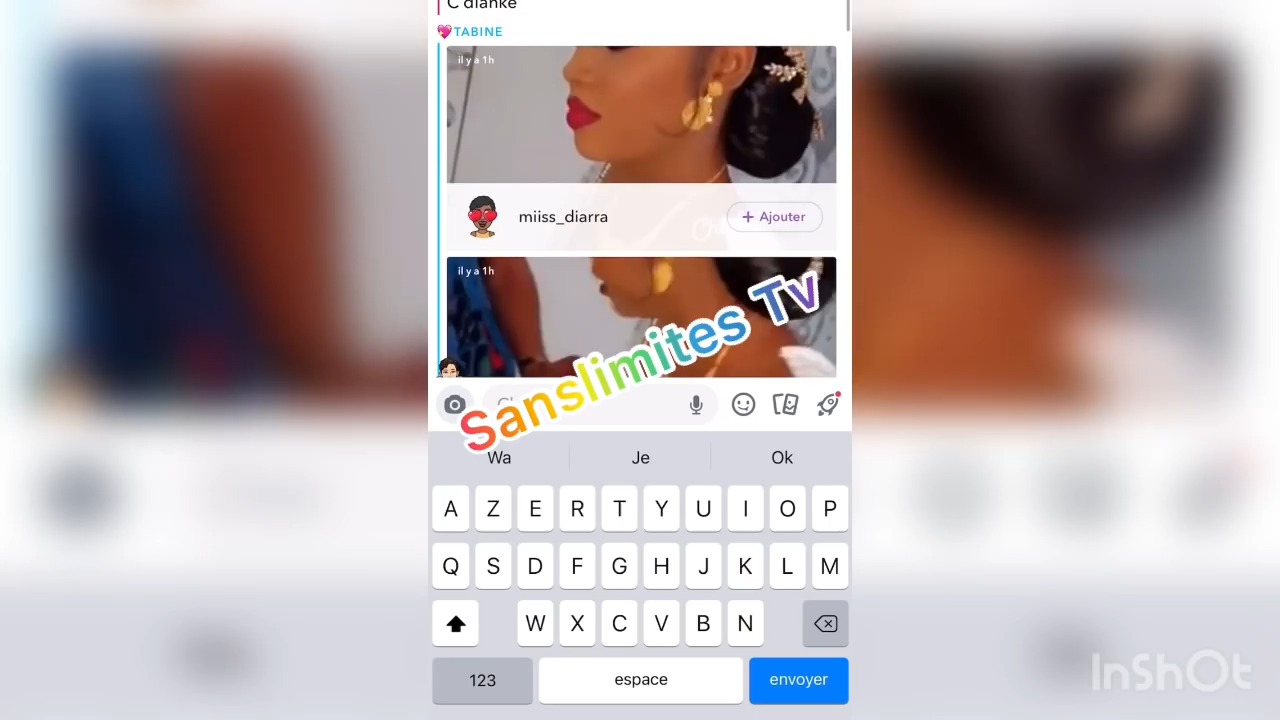 C dianke
💖TABINE
il y a 1h
miiss_diarra
+ Ajouter
il y a 1h
Sanslimites Tv
Wa Je Ok
A Z E R T Y U I O P
Q S D F G H J K L M
W X C V B N
123 espace envoyer
InShOt